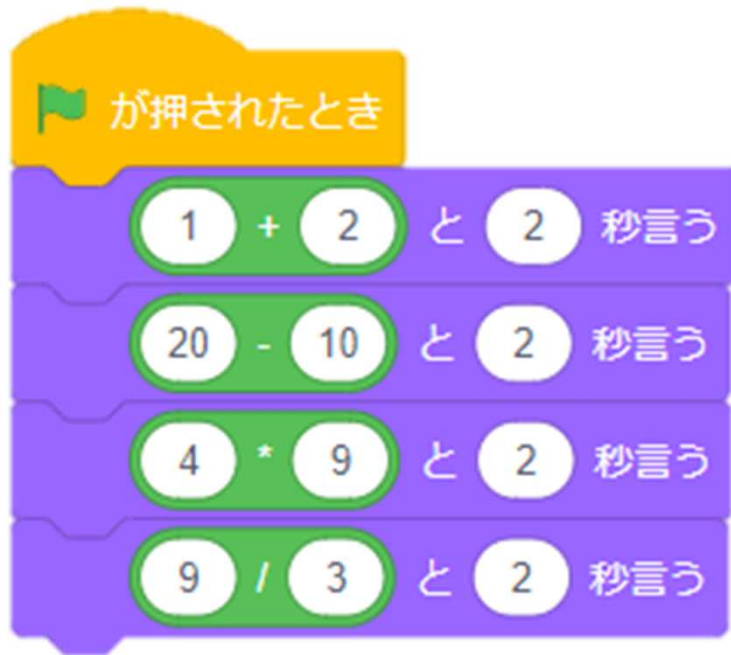 が押されたとき
1 + 2 と 2 秒言う
20 - 10 と 2 秒言う
4 * 9 と 2 秒言う
9 / 3 と 2 秒言う